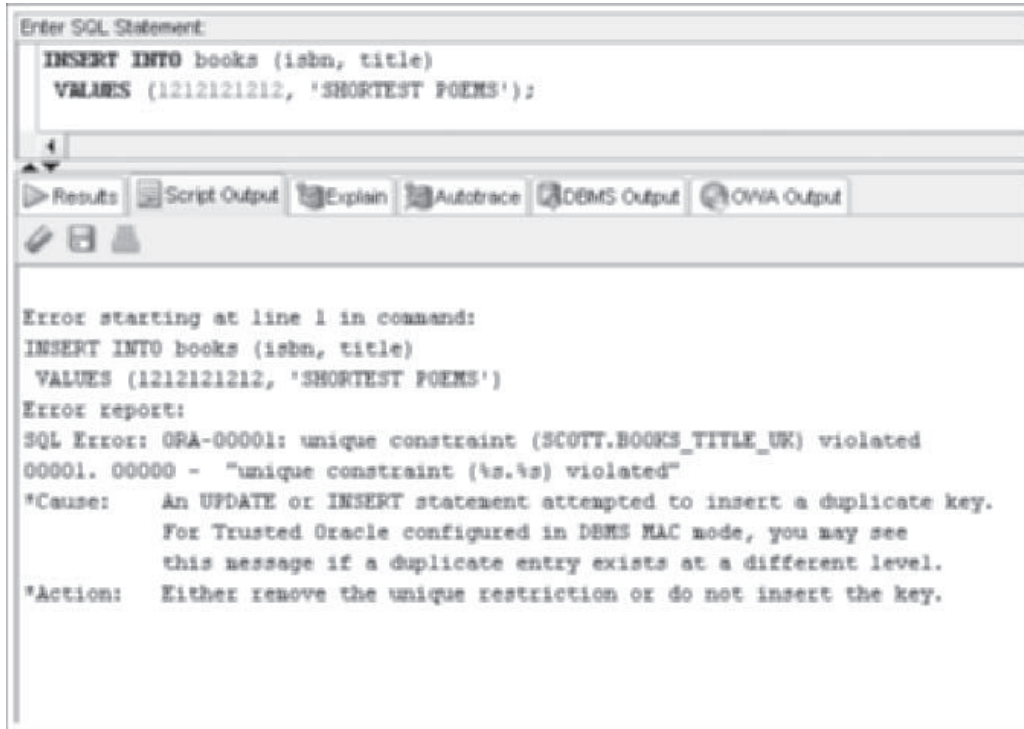 Enter SQL Statement:
INSERT INTO books (isbn, title)
VALUES (1212121212, 'SHORTEST POEMS');
Results Script Output Explain Autotrace DBMS Output OWA Output
Error starting at line 1 in command:
INSERT INTO books (isbn, title)
VALUES (1212121212, 'SHORTEST POEMS')
Error report:
SQL Error: ORA-00001: unique constraint (SCOTT.BOOKS_TITLE_UK) violated
00001. 00000 - "unique constraint (%s.%s) violated"
*Cause: An UPDATE or INSERT statement attempted to insert a duplicate key.
For Trusted Oracle configured in DBMS MAC mode, you may see
this message if a duplicate entry exists at a different level.
*Action: Either remove the unique restriction or do not insert the key.